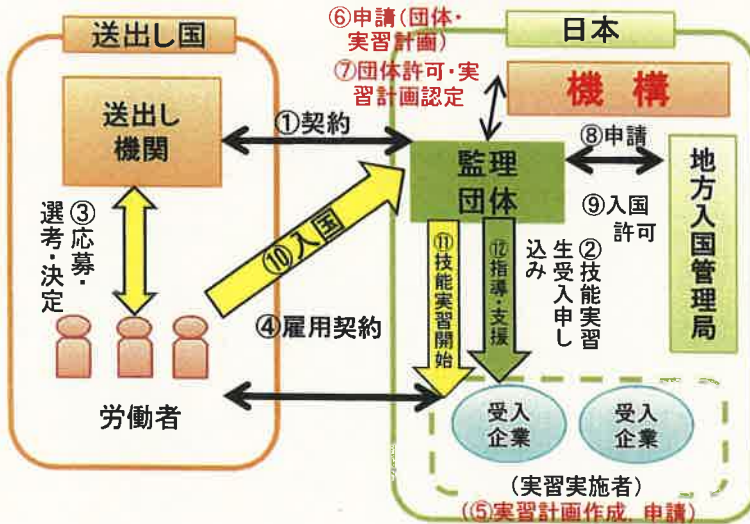 送出し国
送出し
機関
①契約
③応募・
選考・決定
労働者
⑩入国
④雇用契約
⑥申請(団体・
実習計画)
⑦団体許可・実
習計画認定
日本
機構
監理
団体
⑧申請
⑨入国
許可
地方入国管理局
⑪技能実習開始
⑫指導・支援
②技能実習
生受入申し
込み
受入
企業
受入
企業
(実習実施者)
(⑤実習計画作成,申請)